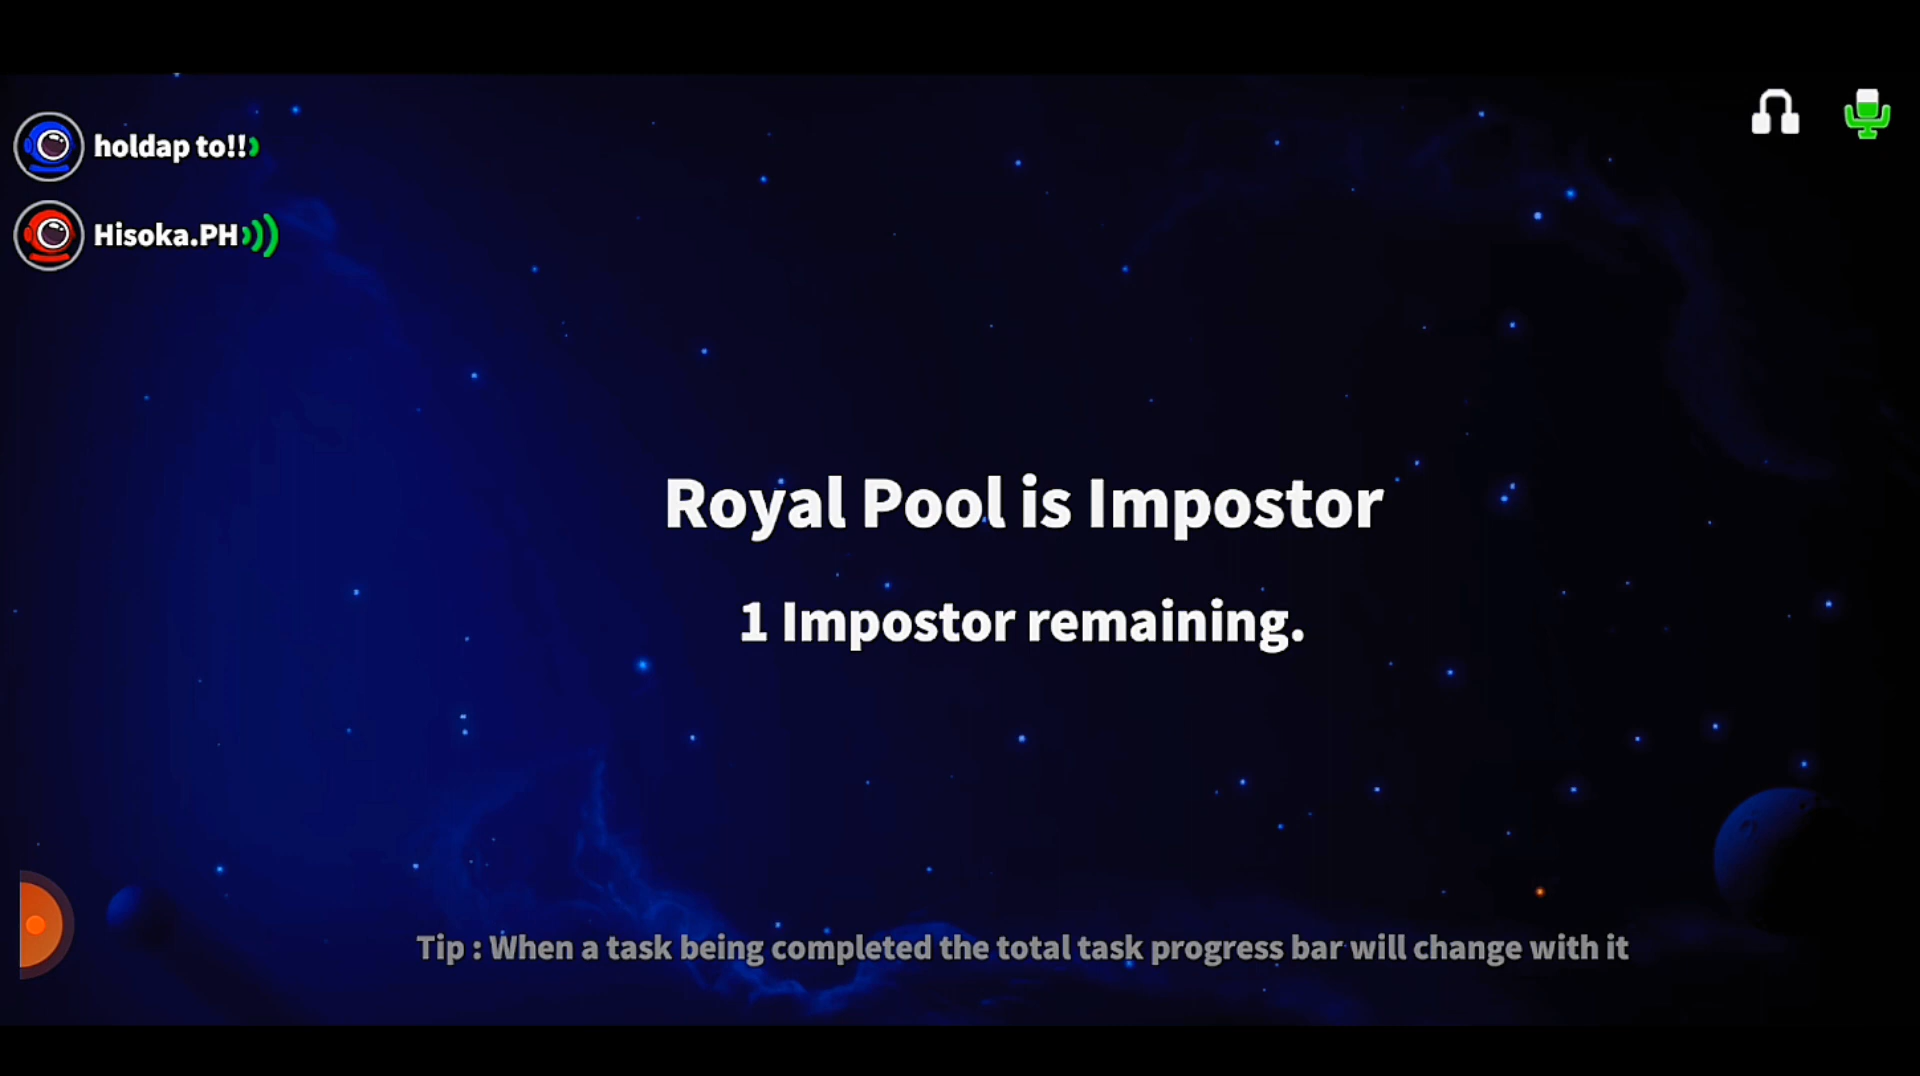 holdap to!!
Hisoka.PH
Royal Pool is Impostor
1 Impostor remaining.
Tip : When a task being completed the total task progress bar will change with it